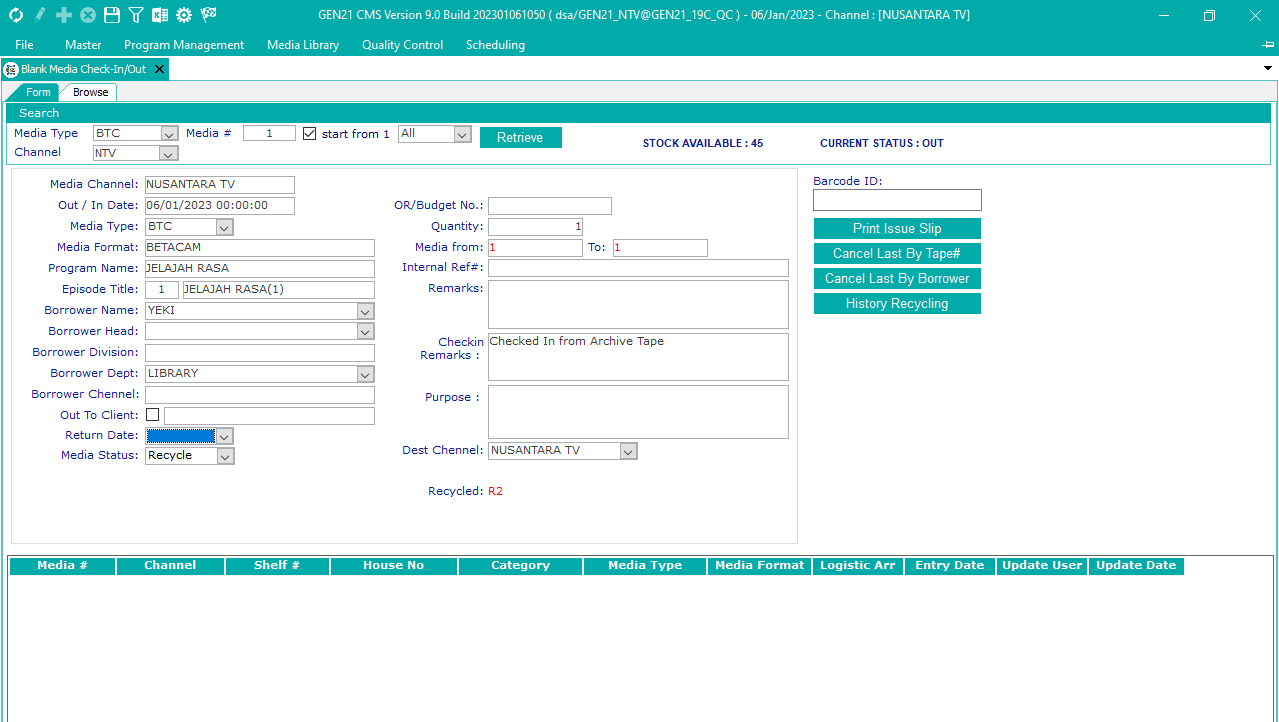 GEN21 CMS Version 9.0 Build 202301061050 ( dsa/GEN21_NTV@GEN21_19C_QC ) - 06/Jan/2023 - Channel : [NUSANTARA TV]
File Master Program Management Media Library Quality Control Scheduling
Blank Media Check-In/Out
Form Browse
Search
Media Type BTC Media # 1 start from 1 All Retrieve
STOCK AVAILABLE : 45 CURRENT STATUS : OUT
Channel NTV
Media Channel: NUSANTARA TV
Out / In Date: 06/01/2023 00:00:00
Media Type: BTC
Media Format: BETACAM
Program Name: JELAJAH RASA
Episode Title: 1 JELAJAH RASA(1)
Borrower Name: YEKI
Borrower Head:
Borrower Division:
Borrower Dept: LIBRARY
Borrower Chennel:
Out To Client:
Return Date:
Media Status: Recycle
OR/Budget No.:
Quantity: 1
Media from: 1 To: 1
Internal Ref#:
Remarks:
Checkin Checked In from Archive Tape
Remarks :
Purpose :
Dest Chennel: NUSANTARA TV
Recycled: R2
Barcode ID:
Print Issue Slip
Cancel Last By Tape#
Cancel Last By Borrower
History Recycling
Media # Channel Shelf # House No Category Media Type Media Format Logistic Arr Entry Date Update User Update Date